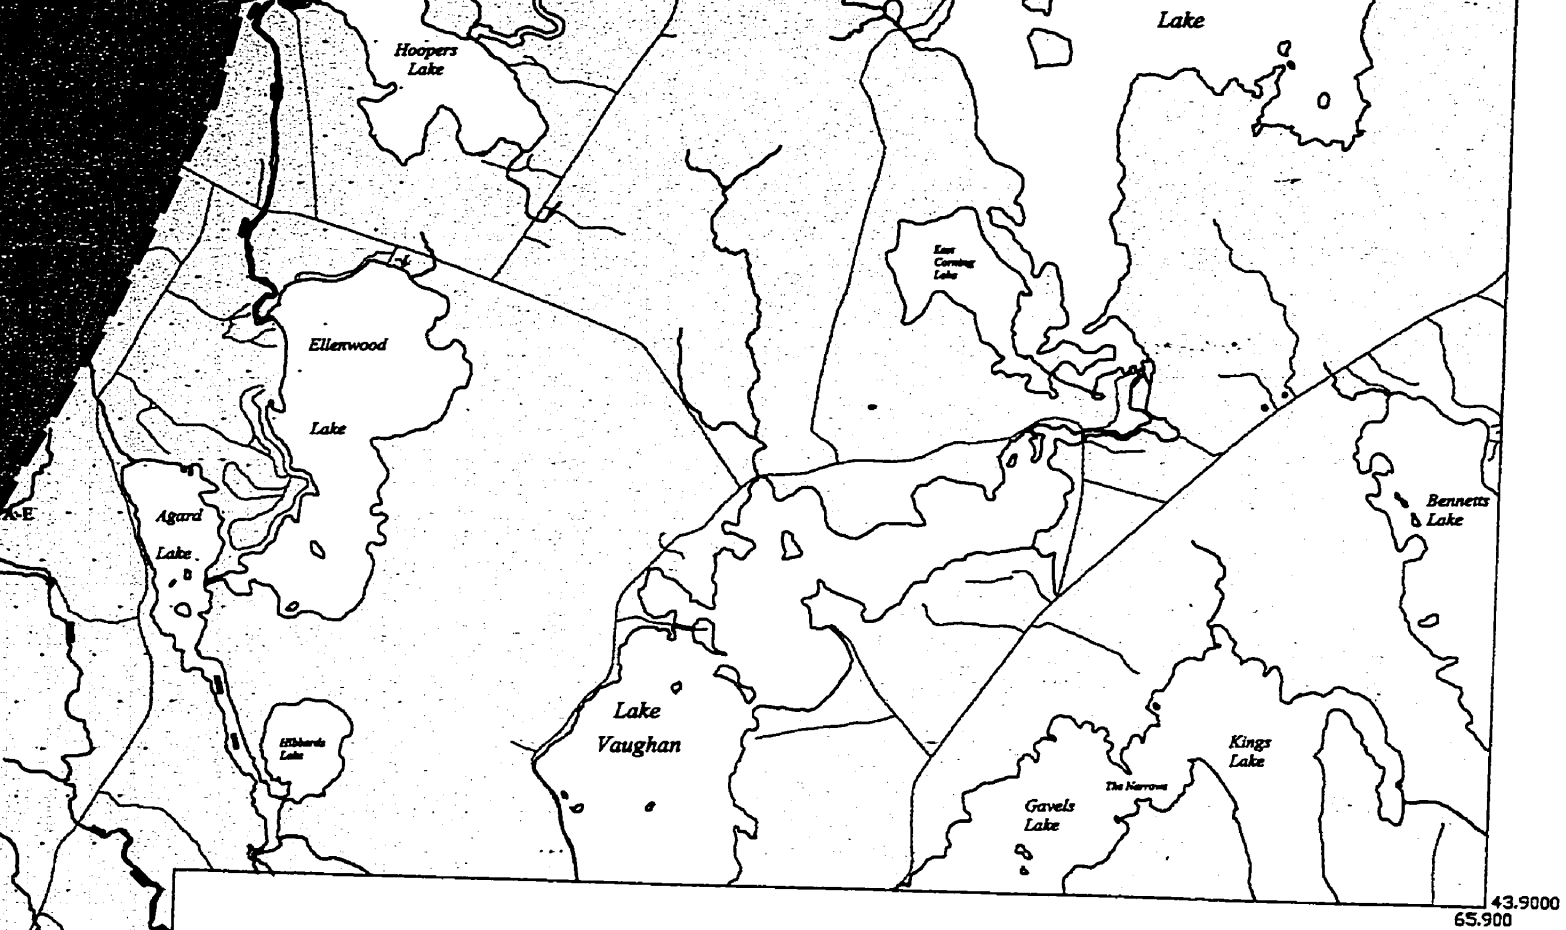 Lake
Hoopers
Lake
East
Corning
Lake
Ellenwood
Lake
Bennetts
Lake
Agard
Lake
Lake
Vaughan
Hibbards
Lake
Kings
Lake
The Narrows
Gavels
Lake
43.9000
65.900